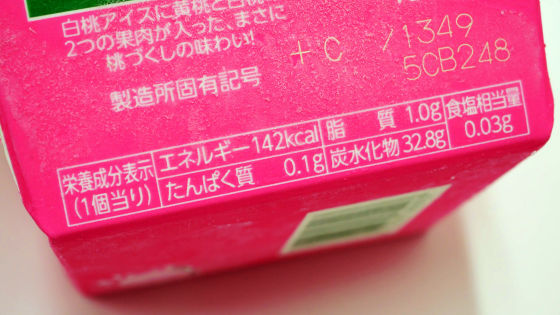 白桃アイスに黄桃と白桃
2つの果肉が入った、まさに
桃づくしの味わい!
製造所固有記号
+C /1349
5CB248
栄養成分表示
(1個当り)
エネルギー142kcal
脂 質 1.0g
食塩相当量
0.03g
たんぱく質 0.1g
炭水化物 32.8g